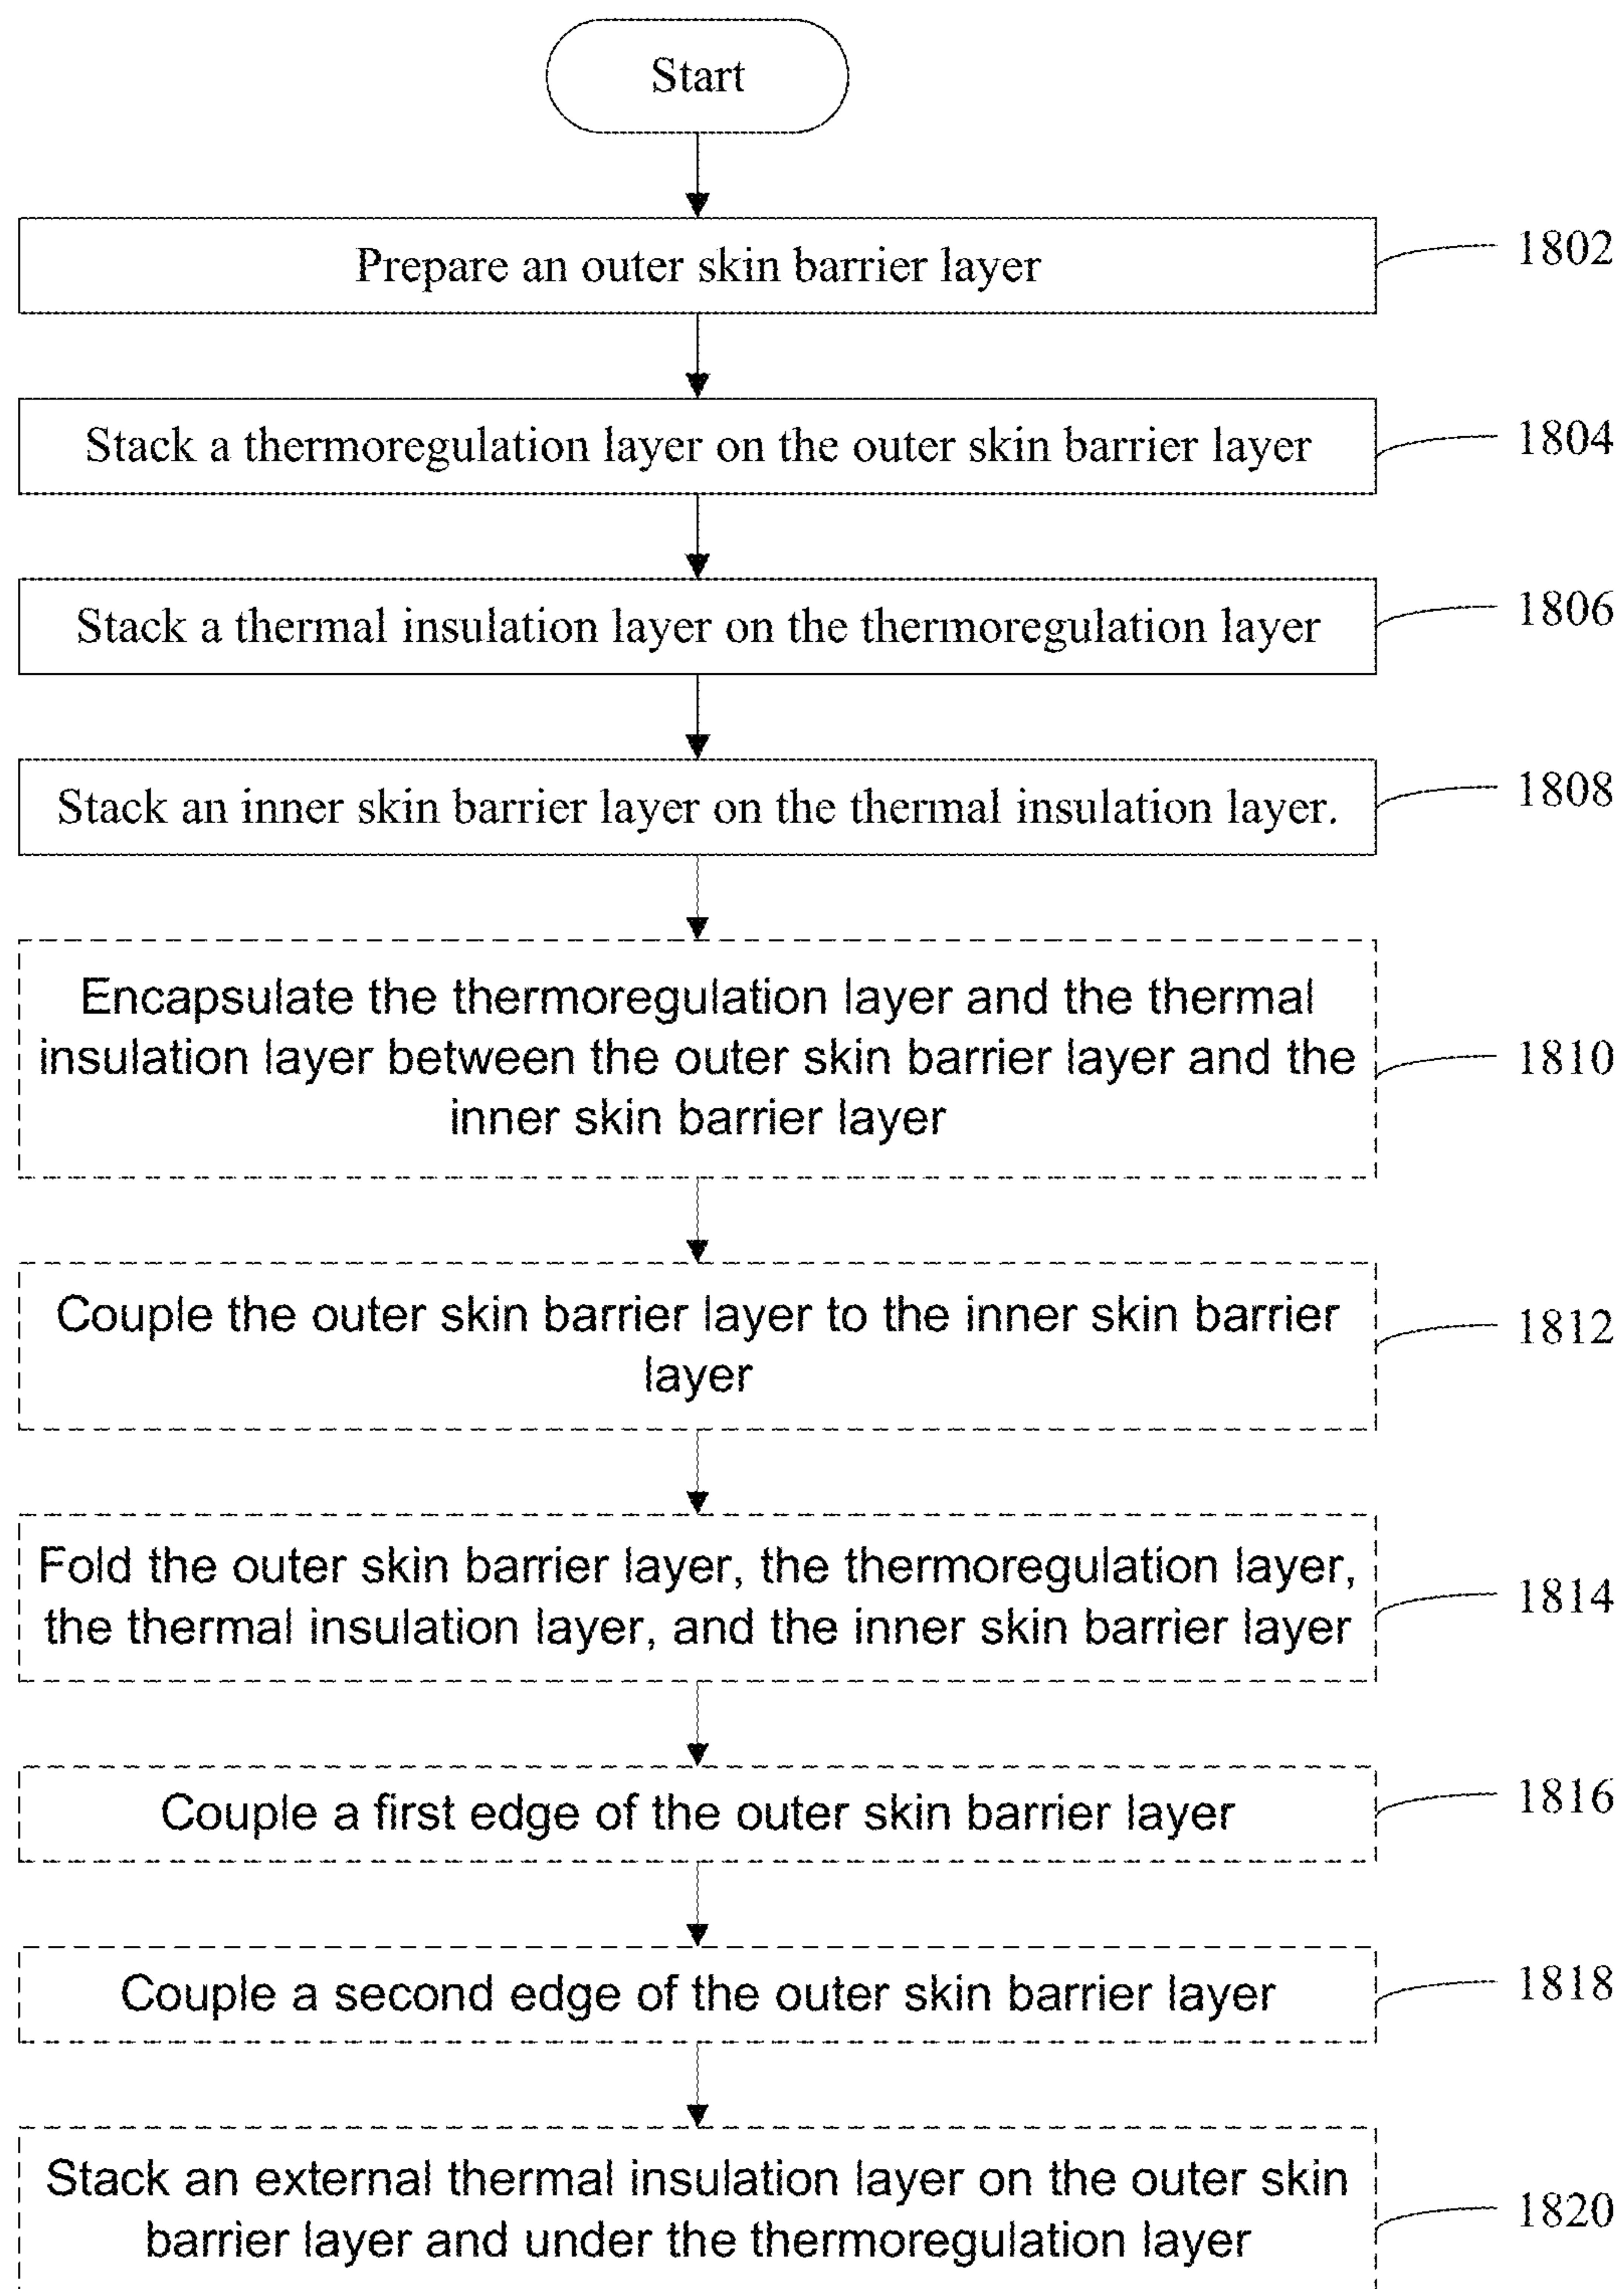 Start
Prepare an outer skin barrier layer
1802
Stack a thermoregulation layer on the outer skin barrier layer
1804
Stack a thermal insulation layer on the thermoregulation layer
1806
Stack an inner skin barrier layer on the thermal insulation layer.
1808
Encapsulate the thermoregulation layer and the thermal
insulation layer between the outer skin barrier layer and the
inner skin barrier layer
1810
Couple the outer skin barrier layer to the inner skin barrier
layer
1812
Fold the outer skin barrier layer, the thermoregulation layer,
the thermal insulation layer, and the inner skin barrier layer
1814
Couple a first edge of the outer skin barrier layer
1816
Couple a second edge of the outer skin barrier layer
1818
Stack an external thermal insulation layer on the outer skin
barrier layer and under the thermoregulation layer
1820